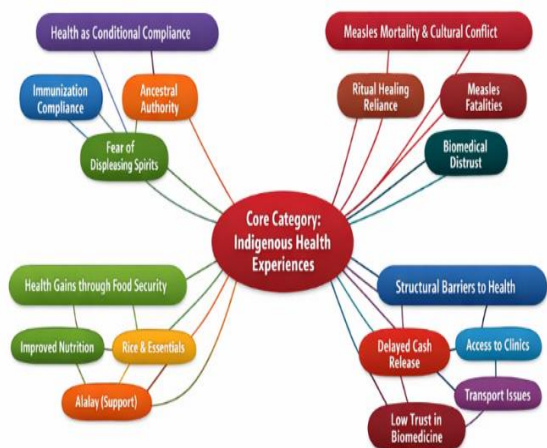 Health as Conditional Compliance
Immunization
Compliance
Ancestral
Authority
Fear of
Displeasing Spirits
Measles Mortality & Cultural Conflict
Ritual Healing
Reliance
Measles
Fatalities
Biomedical
Distrust
Core Category:
Indigenous Health
Experiences
Health Gains through Food Security
Improved Nutrition
Rice & Essentials
Alalay (Support)
Structural Barriers to Health
Delayed Cash
Release
Access to Clinics
Transport Issues
Low Trust in
Biomedicine